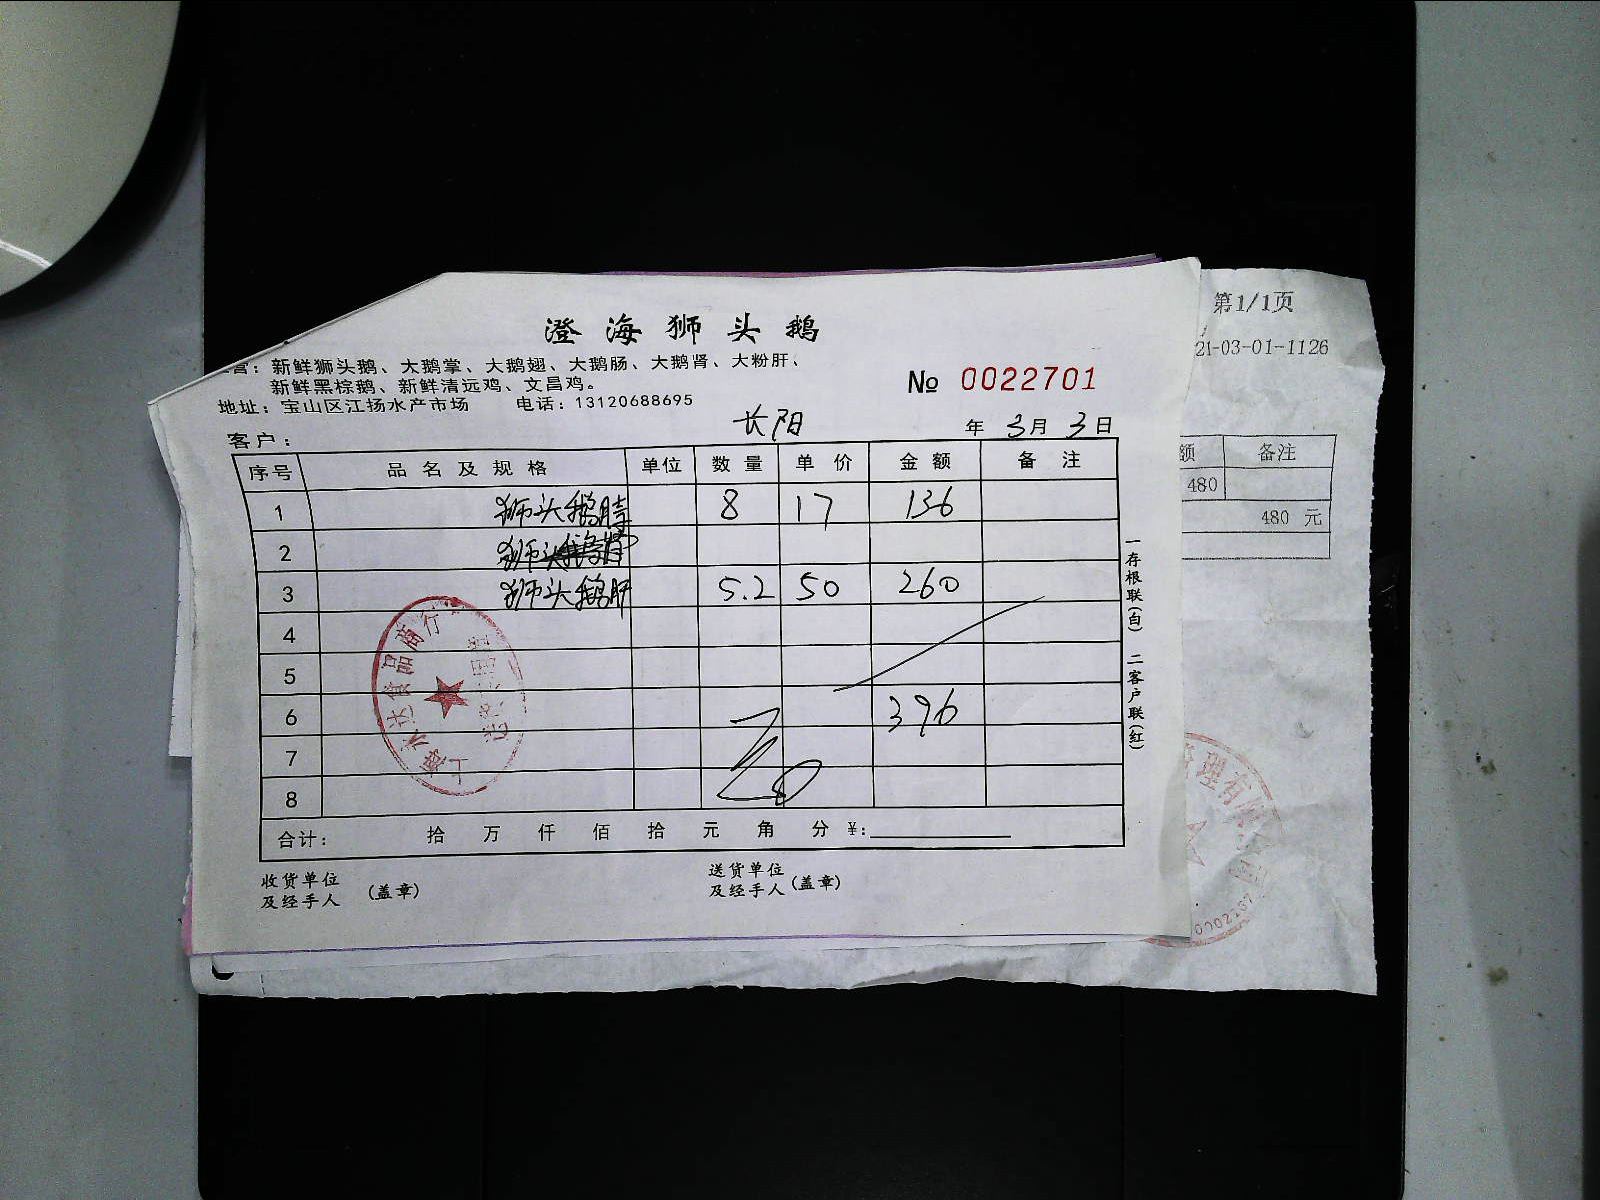 澄海狮头鹅
营：新鲜狮头鹅、大鹅掌、大鹅翅、大鹅肠、大鹅肾、大粉肝、
新鲜黑棕鹅、新鲜清远鸡、文昌鸡。
地址：宝山区江扬水产市场 电话：13120688695
№ 0022701
客户： 长阳 年 3月 3日
序号 品名及规格 单位 数量 单价 金额 备注
1 狮头鹅 8 17 136
2
3 狮头鹅肝 5.2 50 260
4
5
6 396
7
8
合计： 拾 万 仟 佰 拾 元 角 分 ¥:
收货单位
及经手人 (盖章)
送货单位
及经手人 (盖章)
一存根联(白) 二客户联(红)
食品商行
第1/1页
21-03-01-1126
额 备注
480
480 元
理有